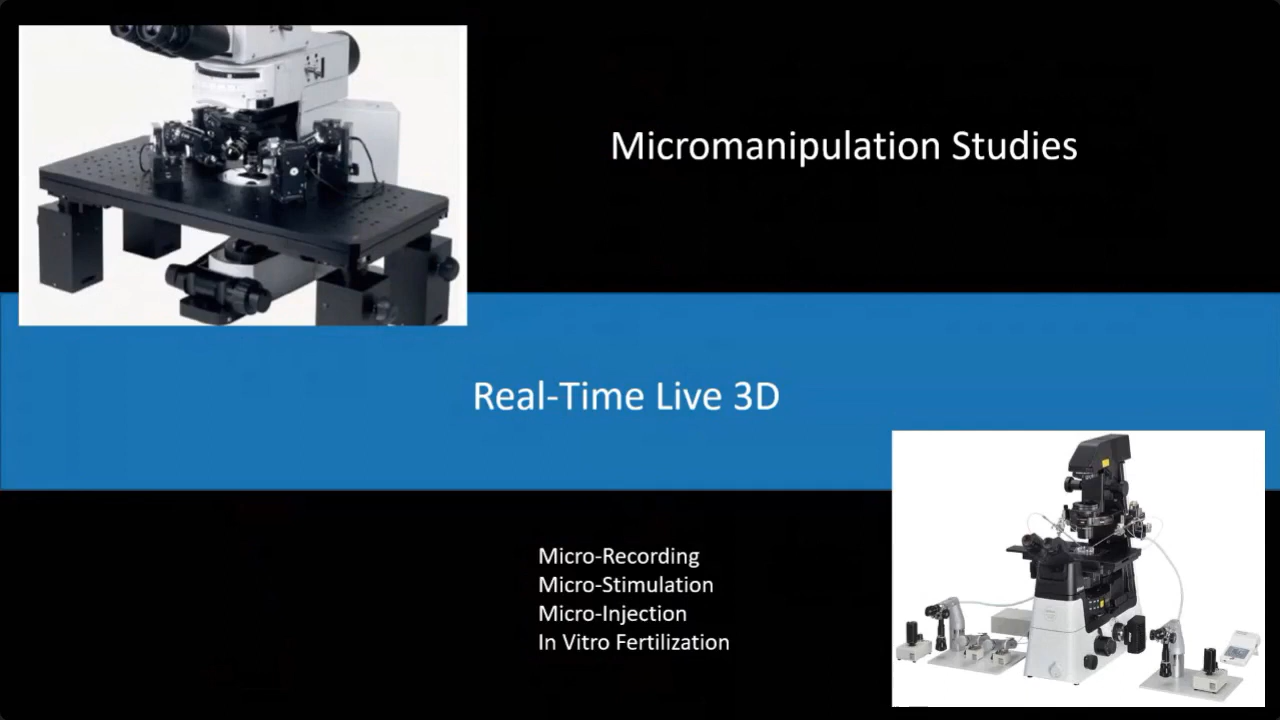 Micromanipulation Studies
Real-Time Live 3D
Micro-Recording
Micro-Stimulation
Micro-Injection
In Vitro Fertilization